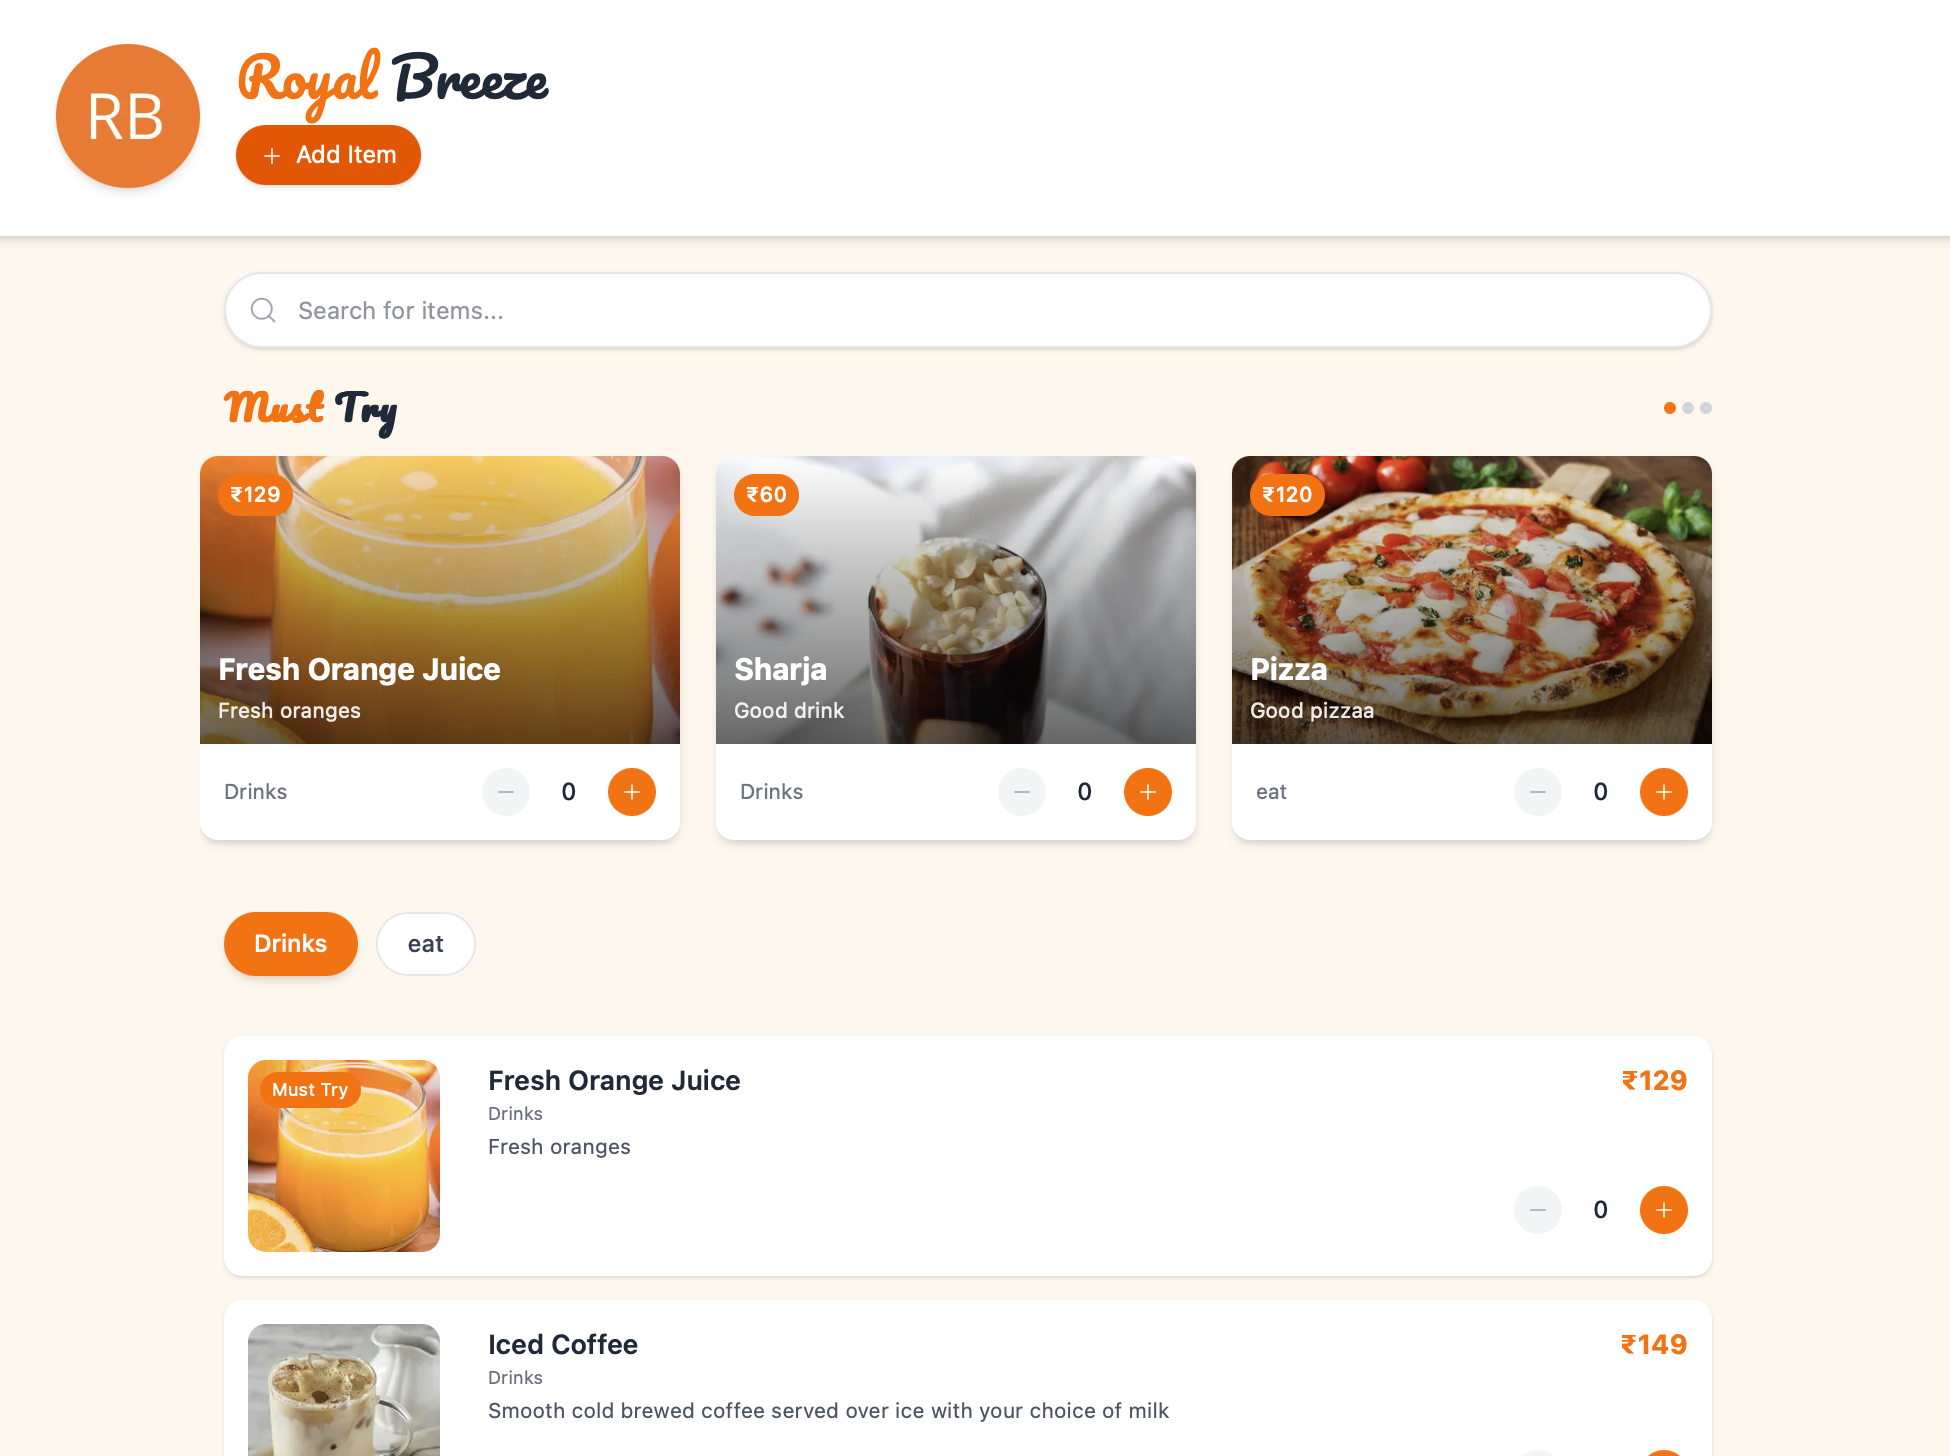 RB
Royal Breeze
+ Add Item
Search for items...
Must Try
₹129
Fresh Orange Juice
Fresh oranges
Drinks
− 0 +
₹60
Sharja
Good drink
Drinks
− 0 +
₹120
Pizza
Good pizzaa
eat
− 0 +
Drinks
eat
Must Try
Fresh Orange Juice
₹129
Drinks
Fresh oranges
− 0 +
Iced Coffee
₹149
Drinks
Smooth cold brewed coffee served over ice with your choice of milk